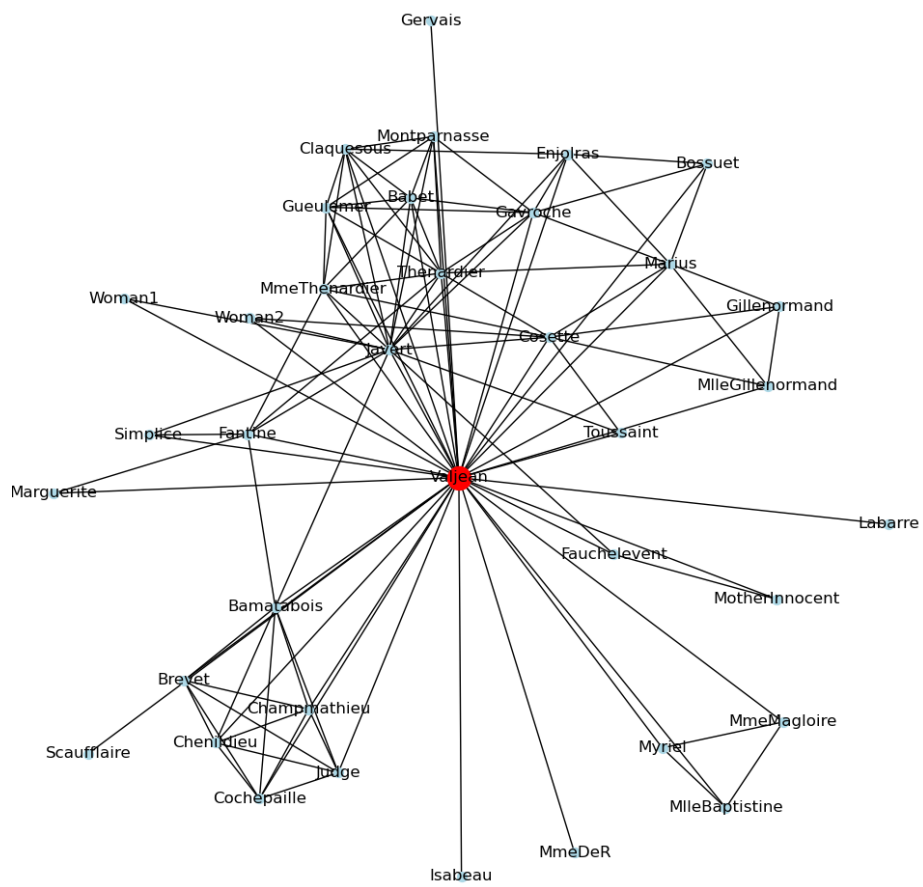 Gervais
Montparnasse
Claquesous
Enjolras
Bossuet
Babet
Gueulemer
Gavroche
Thenardier
Marius
MmeThenardier
Woman1
Gillenormand
Woman2
Cosette
Javert
MlleGillenormand
Simplice
Fantine
Toussaint
Valjean
Marguerite
Labarre
Fauchelevent
MotherInnocent
Bamatabois
Brevet
Champmathieu
MmeMagloire
Chenildieu
Myriel
Scaufflaire
Judge
Cochepaille
MlleBaptistine
MmeDeR
Isabeau